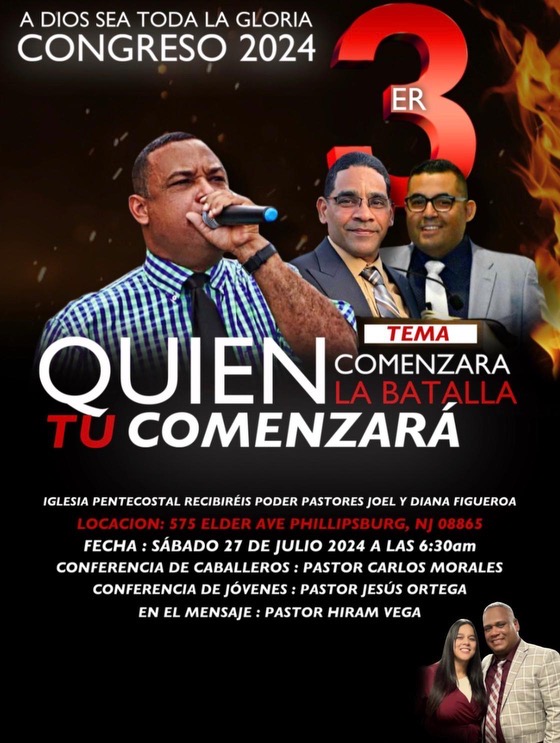 A DIOS SEA TODA LA GLORIA
CONGRESO 2024
3
ER
TEMA
QUIEN COMENZARA
LA BATALLA
TU COMENZARÁ
IGLESIA PENTECOSTAL RECIBIRÉIS PODER PASTORES JOEL Y DIANA FIGUEROA
LOCACION: 575 ELDER AVE PHILLIPSBURG, NJ 08865
FECHA : SÁBADO 27 DE JULIO 2024 A LAS 6:30am
CONFERENCIA DE CABALLEROS : PASTOR CARLOS MORALES
CONFERENCIA DE JÓVENES : PASTOR JESÚS ORTEGA
EN EL MENSAJE : PASTOR HIRAM VEGA